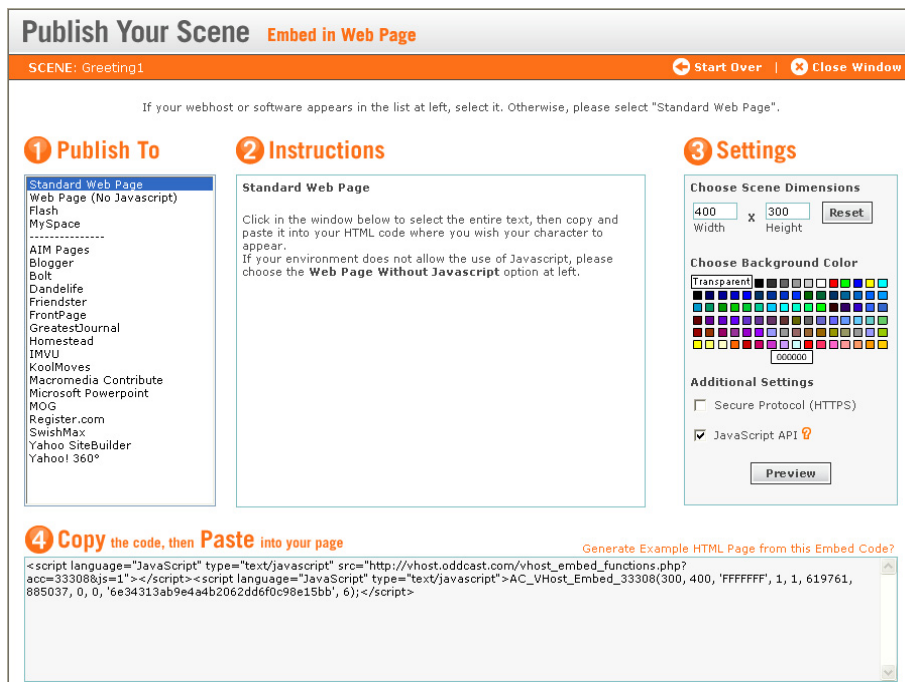 Publish Your Scene Embed in Web Page
SCENE: Greeting1
Start Over | Close Window
If your webhost or software appears in the list at left, select it. Otherwise, please select "Standard Web Page".
1 Publish To
Standard Web Page
Web Page (No Javascript)
Flash
MySpace
---------------
AIM Pages
Blogger
Bolt
Dandelife
Friendster
FrontPage
GreatestJournal
Homestead
IMVU
KoolMoves
Macromedia Contribute
Microsoft Powerpoint
MOG
Register.com
SwishMax
Yahoo SiteBuilder
Yahoo! 360°
2 Instructions
Standard Web Page
Click in the window below to select the entire text, then copy and
paste it into your HTML code where you wish your character to
appear.
If your environment does not allow the use of Javascript, please
choose the Web Page Without Javascript option at left.
3 Settings
Choose Scene Dimensions
400 x 300 Reset
Width Height
Choose Background Color
Transparent
000000
Additional Settings
Secure Protocol (HTTPS)
JavaScript API ?
Preview
4 Copy the code, then Paste into your page
Generate Example HTML Page from this Embed Code?
<script language="JavaScript" type="text/javascript" src="http://vhost.oddcast.com/vhost_embed_functions.php?
acc=33308&js=1"></script><script language="JavaScript" type="text/javascript">AC_VHost_Embed_33308(300, 400, 'FFFFFFF', 1, 1, 619761,
885037, 0, 0, '6e34313ab9e4a4b2062dd6f0c98e15bb', 6);</script>